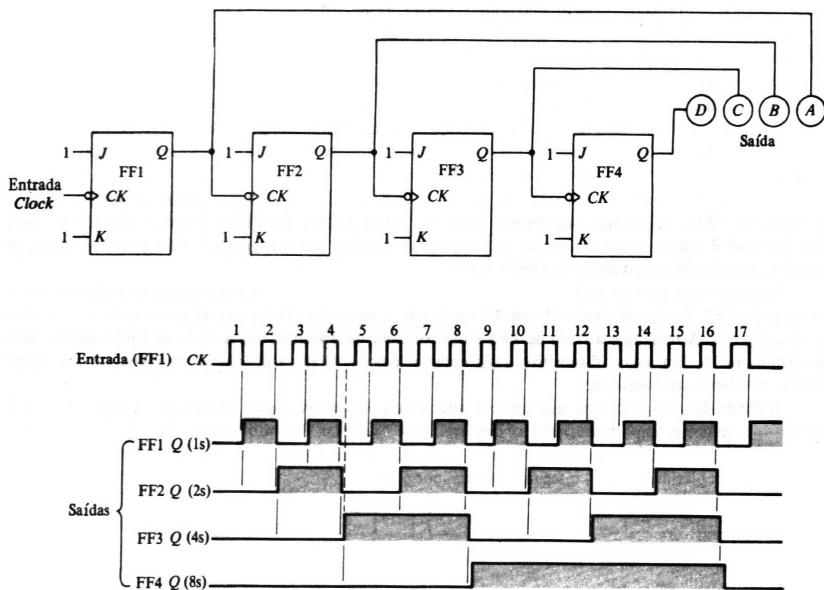 D C B A
Saída
1 J Q 1 J Q 1 J Q 1 J Q
FF1 FF2 FF3 FF4
Entrada
Clock
CK CK CK CK
1 K 1 K 1 K 1 K
1 2 3 4 5 6 7 8 9 10 11 12 13 14 15 16 17
Entrada (FF1) CK
FF1 Q (1s)
FF2 Q (2s)
Saídas
FF3 Q (4s)
FF4 Q (8s)